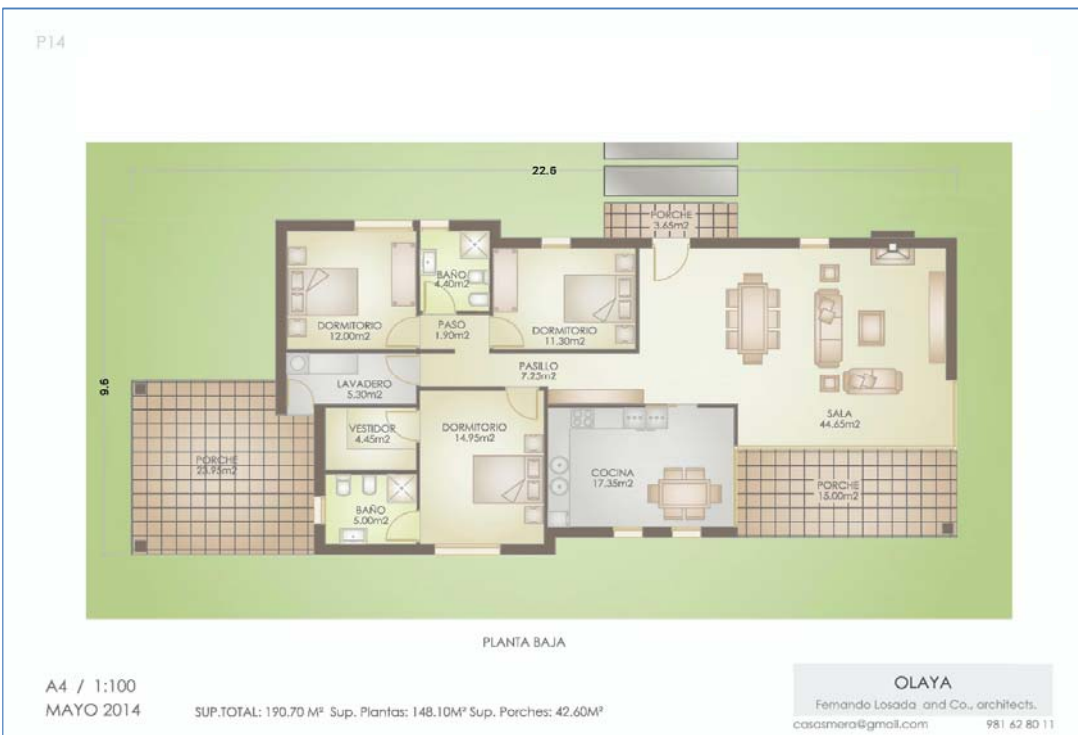 P14
22.6
PORCHE
3.65m2
BAÑO
4.40m2
DORMITORIO
12.00m2
PASO
1.90m2
DORMITORIO
11.30m2
PASILLO
7.25m2
9.6
LAVADERO
5.30m2
SALA
44.65m2
VESTIDOR
4.45m2
DORMITORIO
14.95m2
PORCHE
23.95m2
COCINA
17.35m2
PORCHE
15.00m2
BAÑO
5.00m2
PLANTA BAJA
A4 / 1:100
MAYO 2014
SUP.TOTAL: 190.70 M² Sup. Plantas: 148.10M² Sup. Porches: 42.60M²
OLAYA
Fernando Losada and Co., architects.
casasmera@gmail.com 981 62 80 11